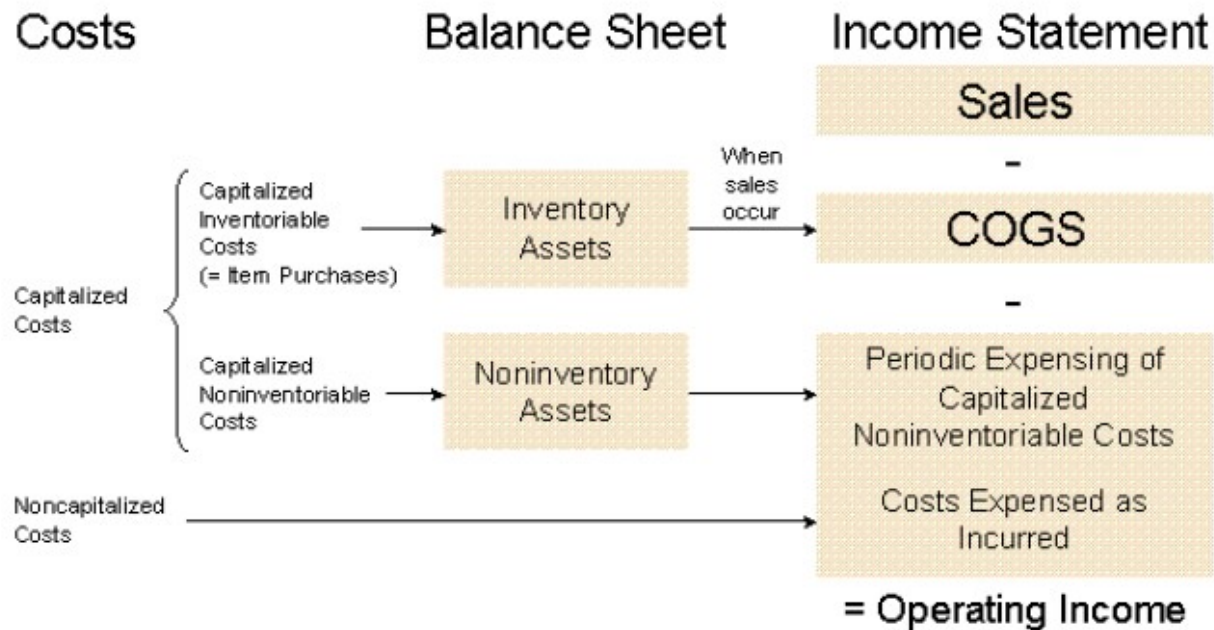 Costs
Balance Sheet
Income Statement
Sales
-
When
sales
occur
Capitalized
Inventoriable
Costs
(= Item Purchases)
Inventory
Assets
COGS
-
Capitalized
Costs
Capitalized
Noninventoriable
Costs
Noninventory
Assets
Periodic Expensing of
Capitalized
Noninventoriable Costs
Noncapitalized
Costs
Costs Expensed as
Incurred
= Operating Income